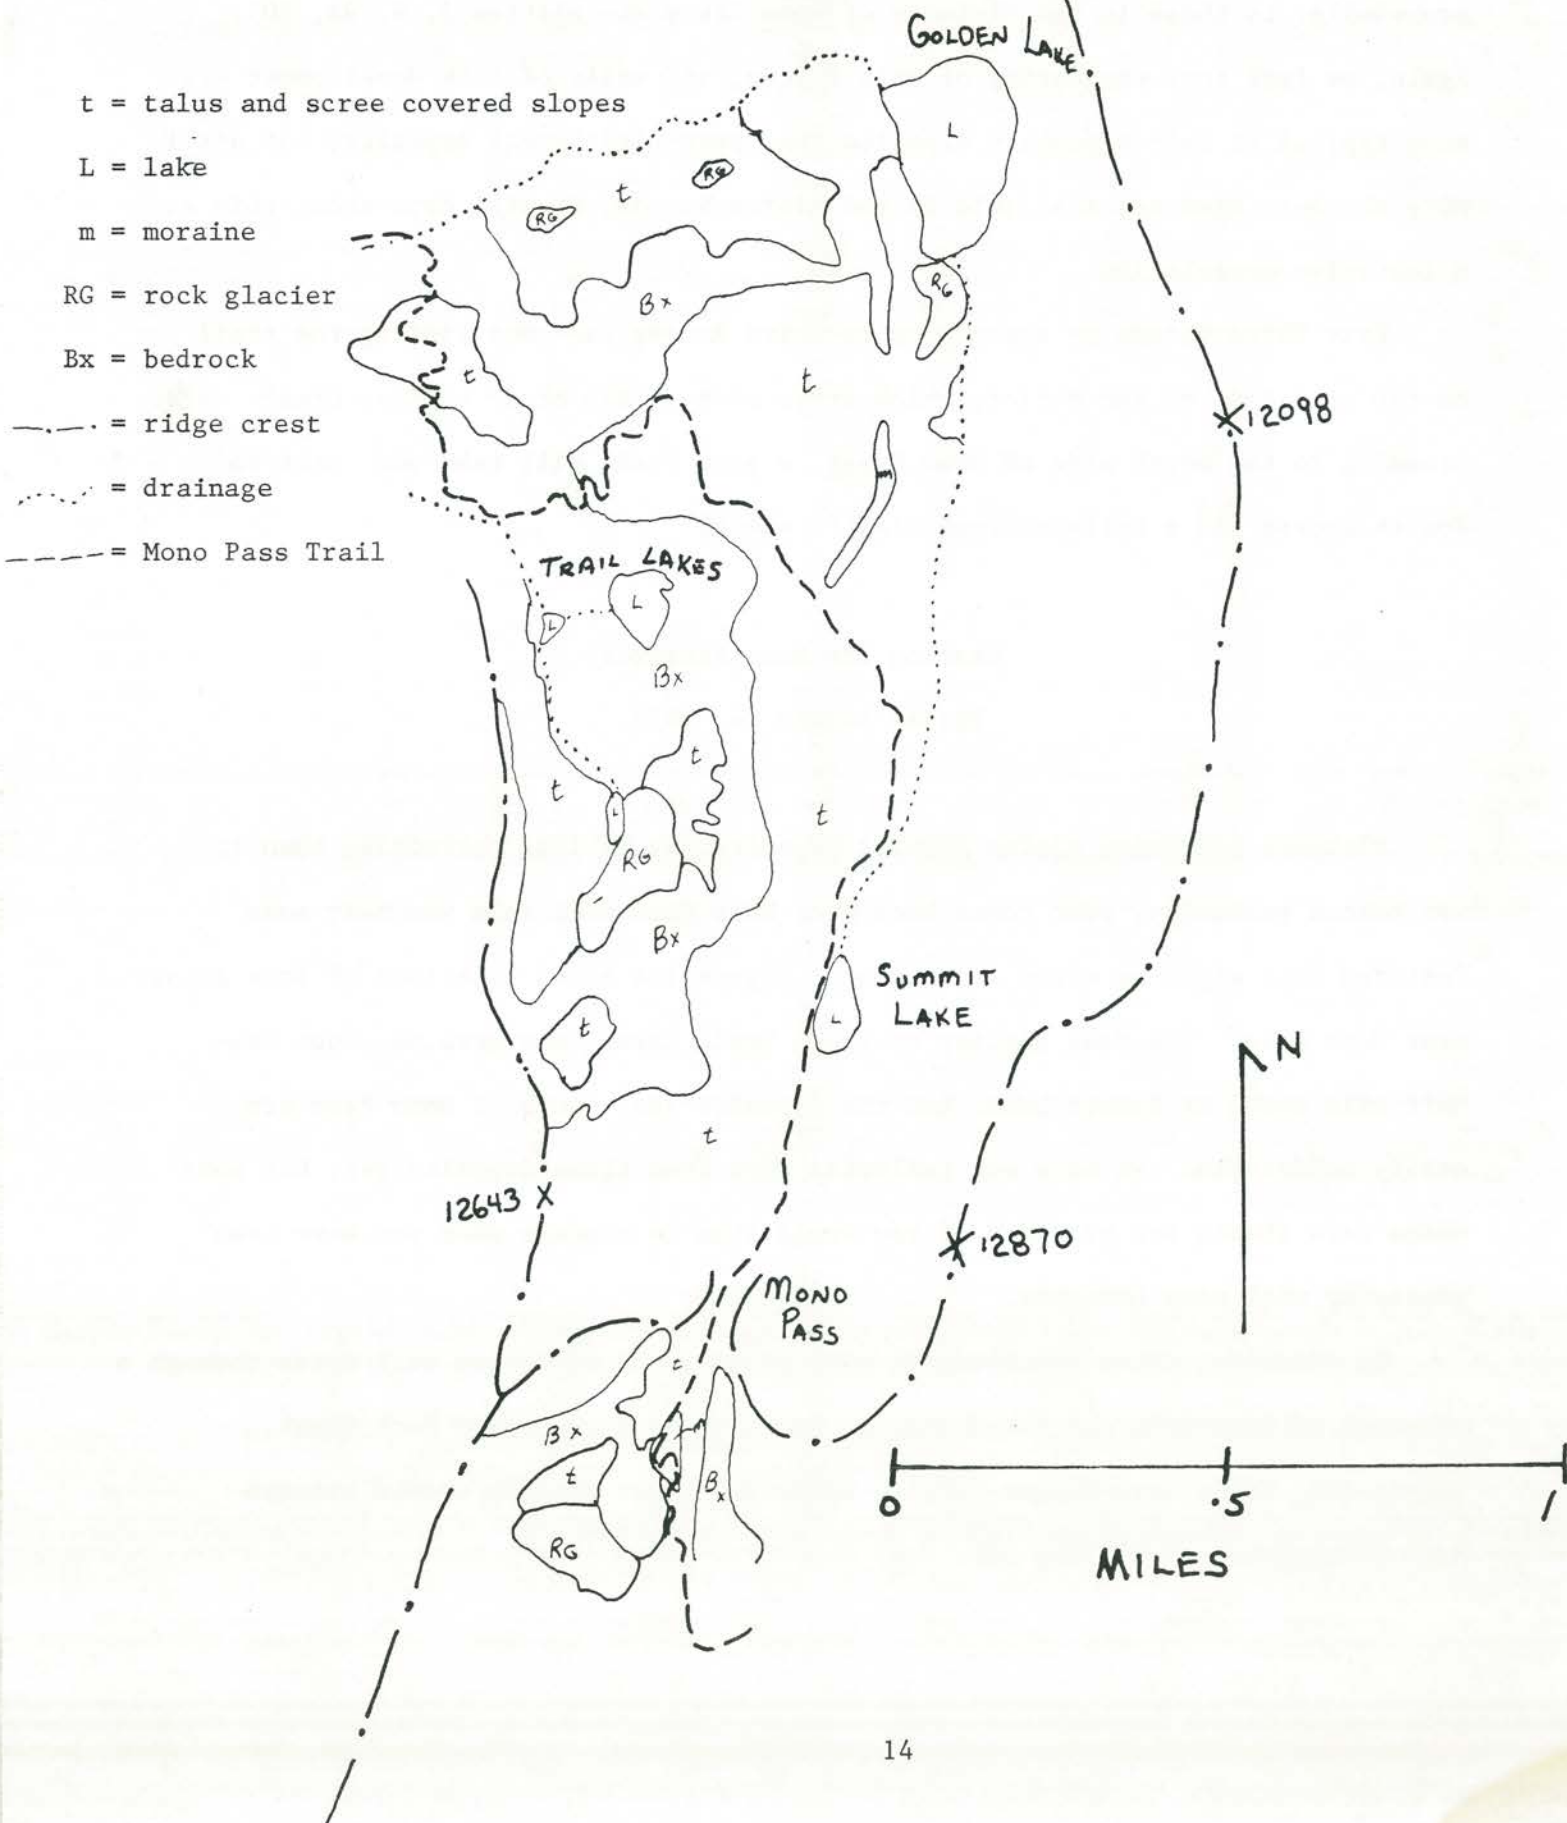 GOLDEN LAKE
t = talus and scree covered slopes
L = lake
m = moraine
RG = rock glacier
Bx = bedrock
= ridge crest
= drainage
= Mono Pass Trail
L
RG
t
RG
Bx
RG
t
t
12098
m
TRAIL LAKES
L
L
Bx
t
t
t
L
RG
Bx
SUMMIT
LAKE
L
t
N
t
12643 X
12870
MONO
PASS
t
Bx
m
t
Bx
RG
0 .5 1
MILES
14